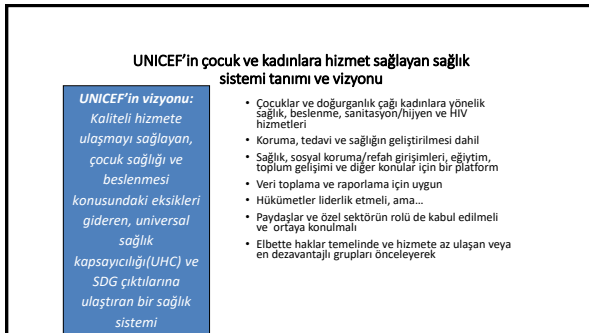 UNICEF’in çocuk ve kadınlara hizmet sağlayan sağlık
sistemi tanımı ve vizyonu
UNICEF’in vizyonu:
Kaliteli hizmete
ulaşmayı sağlayan,
çocuk sağlığı ve
beslenmesi
konusundaki eksikleri
gideren, universal
sağlık
kapsayıcılığı(UHC) ve
SDG çıktılarına
ulaştıran bir sağlık
sistemi
• Çocuklar ve doğurganlık çağı kadınlara yönelik
sağlık, beslenme, sanitasyon/hijyen ve HIV
hizmetleri
• Koruma, tedavi ve sağlığın geliştirilmesi dahil
• Sağlık, sosyal koruma/refah girişimleri, eğiytim,
toplum gelişimi ve diğer konular için bir platform
• Veri toplama ve raporlama için uygun
• Hükümetler liderlik etmeli, ama…
• Paydaşlar ve özel sektörün rolü de kabul edilmeli
ve ortaya konulmalı
• Elbette haklar temelinde ve hizmete az ulaşan veya
en dezavantajlı grupları önceleyerek